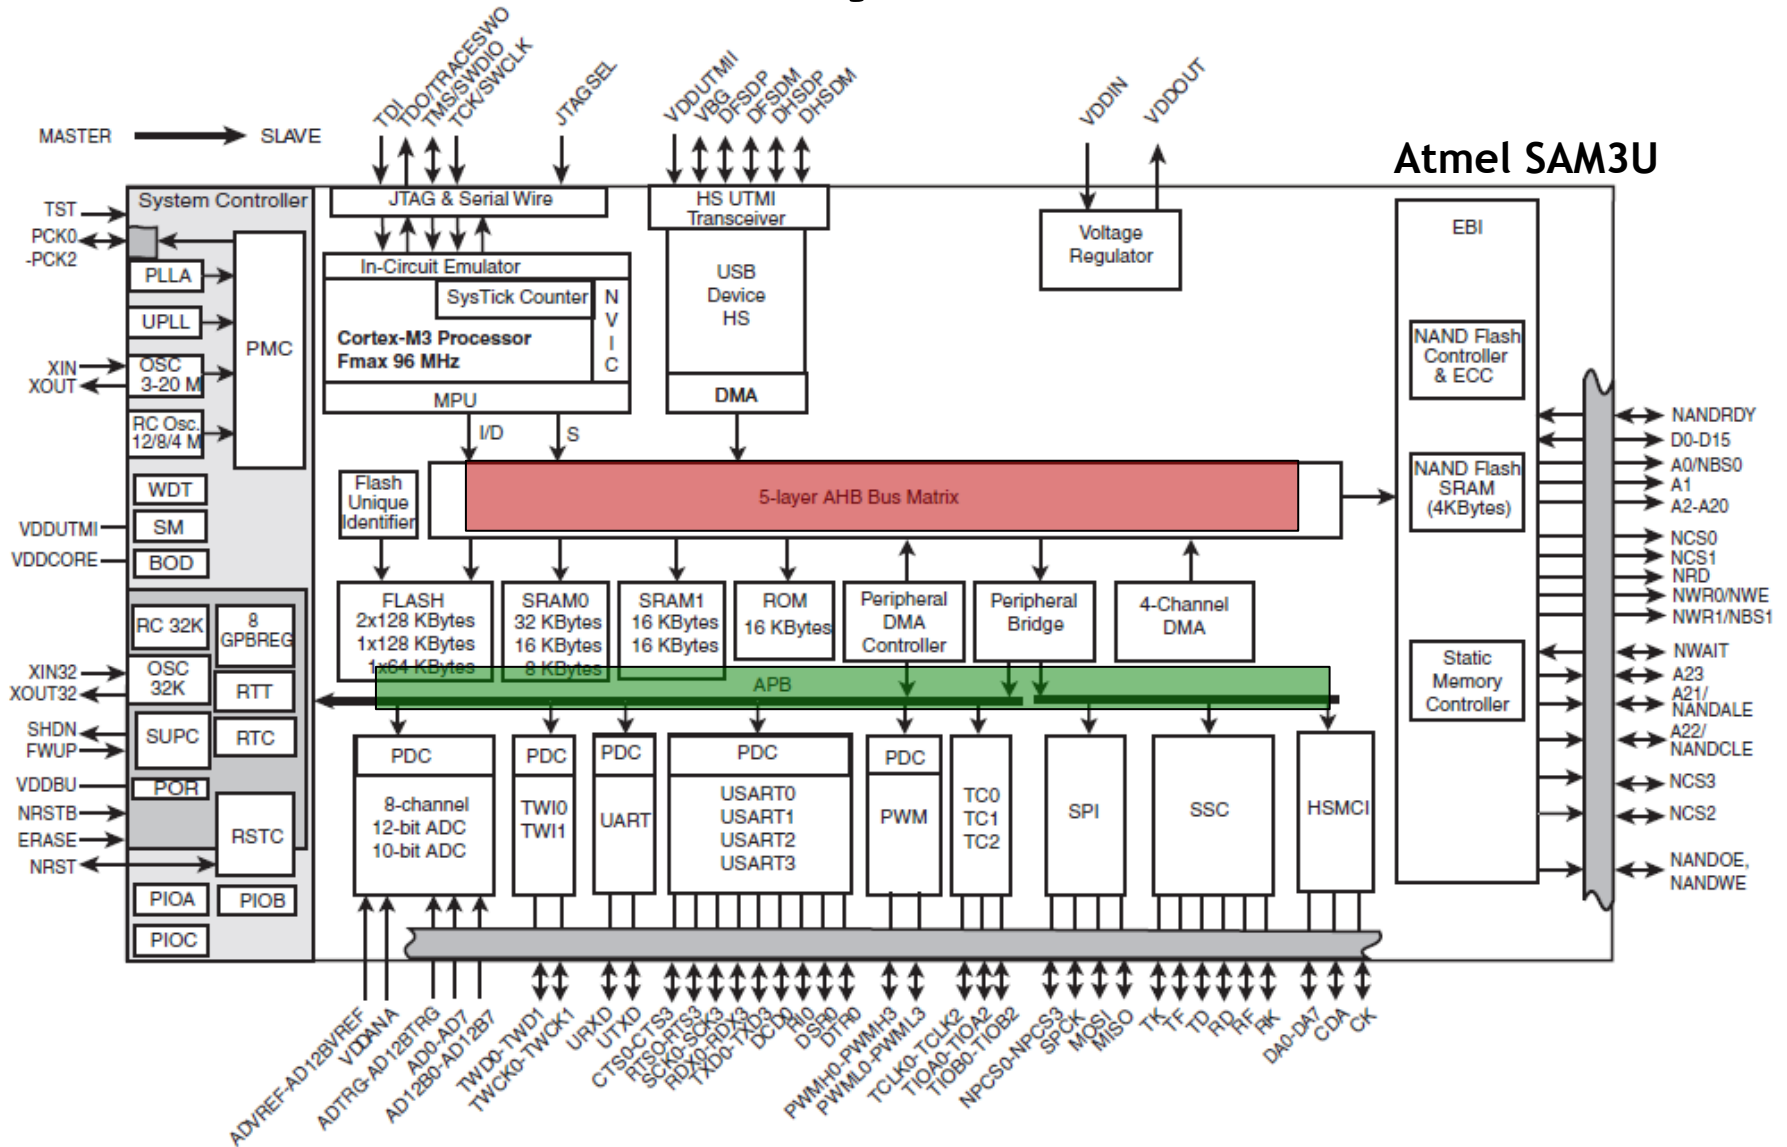 TDI
TDO/TRACESWO
TMS/SWDIO
TCK/SWCLK
JTAGSEL
VDDUTMII
VBG
DFSDP
DFSDM
DHSDP
DHSDM
VDDIN
VDDOUT
MASTER
SLAVE
Atmel SAM3U
System Controller
TST
PCK0
-PCK2
PLLA
UPLL
PMC
XIN
XOUT
OSC
3-20 M
RC Osc.
12/8/4 M
WDT
VDDUTMI
SM
VDDCORE
BOD
RC 32K
8
GPBREG
XIN32
XOUT32
OSC
32K
RTT
SHDN
FWUP
SUPC
RTC
VDDBU
POR
NRSTB
ERASE
NRST
RSTC
PIOA
PIOB
PIOC
JTAG & Serial Wire
In-Circuit Emulator
SysTick Counter
N
V
I
C
Cortex-M3 Processor
Fmax 96 MHz
MPU
I/D
S
HS UTMI
Transceiver
USB
Device
HS
DMA
Voltage
Regulator
Flash
Unique
Identifier
5-layer AHB Bus Matrix
FLASH
2x128 KBytes
1x128 KBytes
1x64 KBytes
SRAM0
32 KBytes
16 KBytes
8 KBytes
SRAM1
16 KBytes
16 KBytes
ROM
16 KBytes
Peripheral
DMA
Controller
Peripheral
Bridge
4-Channel
DMA
APB
PDC
8-channel
12-bit ADC
10-bit ADC
PDC
TWI0
TWI1
PDC
UART
PDC
USART0
USART1
USART2
USART3
PDC
PWM
TC0
TC1
TC2
SPI
SSC
HSMCI
EBI
NAND Flash
Controller
& ECC
NAND Flash
SRAM
(4KBytes)
Static
Memory
Controller
NANDRDY
D0-D15
A0/NBS0
A1
A2-A20
NCS0
NCS1
NRD
NWR0/NWE
NWR1/NBS1
NWAIT
A23
A21/
NANDALE
A22/
NANDCLE
NCS3
NCS2
NANDOE,
NANDWE
ADVREF-AD12BVREF
VDDANA
ADTRG-AD12BTRG
AD0-AD7
AD12B0-AD12B7
TWD0-TWD1
TWCK0-TWCK1
URXD
UTXD
CTS0-CTS3
RTS0-RTS3
SCK0-SCK3
RDX0-RDX3
TXD0-TXD3
DCD0
RI0
DSR0
DTR0
PWMH0-PWMH3
PWML0-PWML3
TCLK0-TCLK2
TIOA0-TIOA2
TIOB0-TIOB2
NPCS0-NPCS3
SPCK
MOSI
MISO
TK
TF
TD
RD
RF
RK
DA0-DA7
CDA
CK